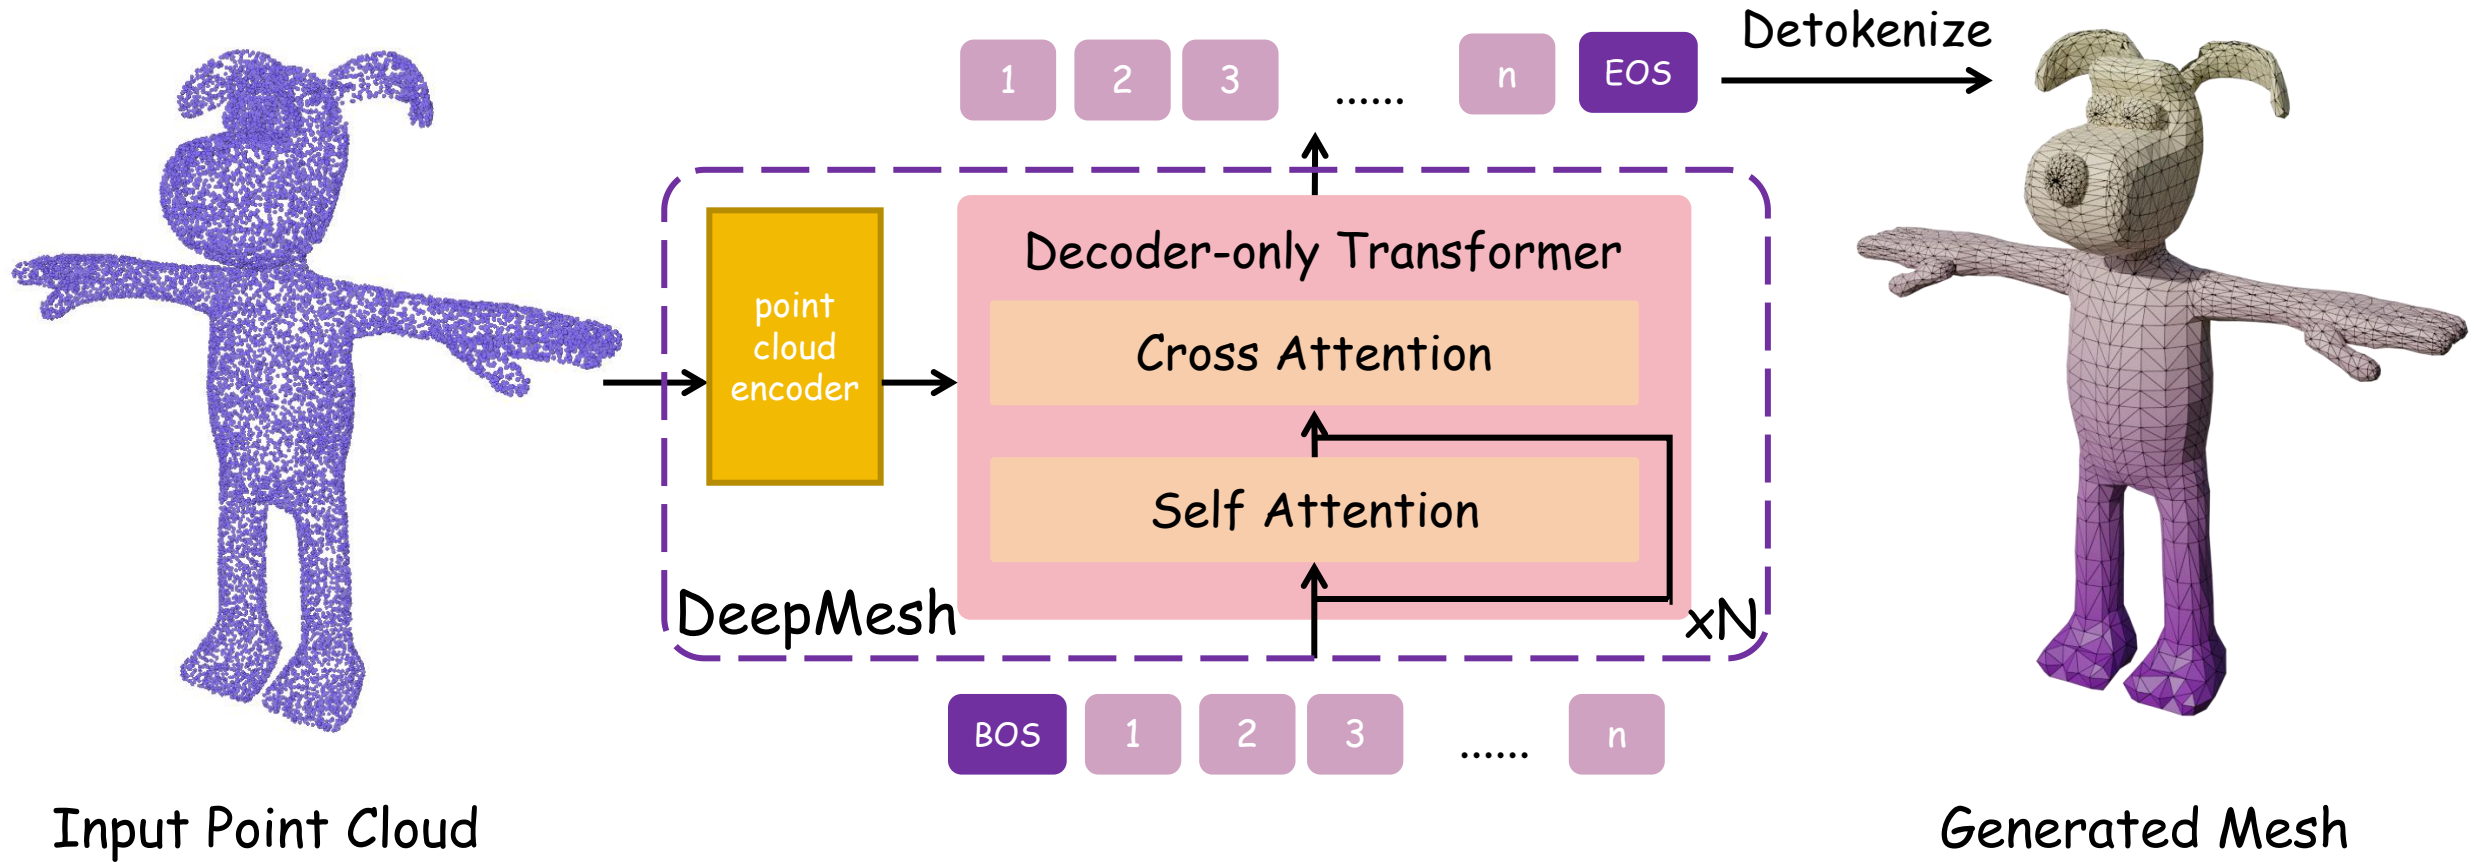 1 2 3 ...... n EOS
Detokenize
Decoder-only Transformer
point
cloud
encoder
Cross Attention
Self Attention
DeepMesh
xN
BOS 1 2 3 ...... n
Input Point Cloud
Generated Mesh